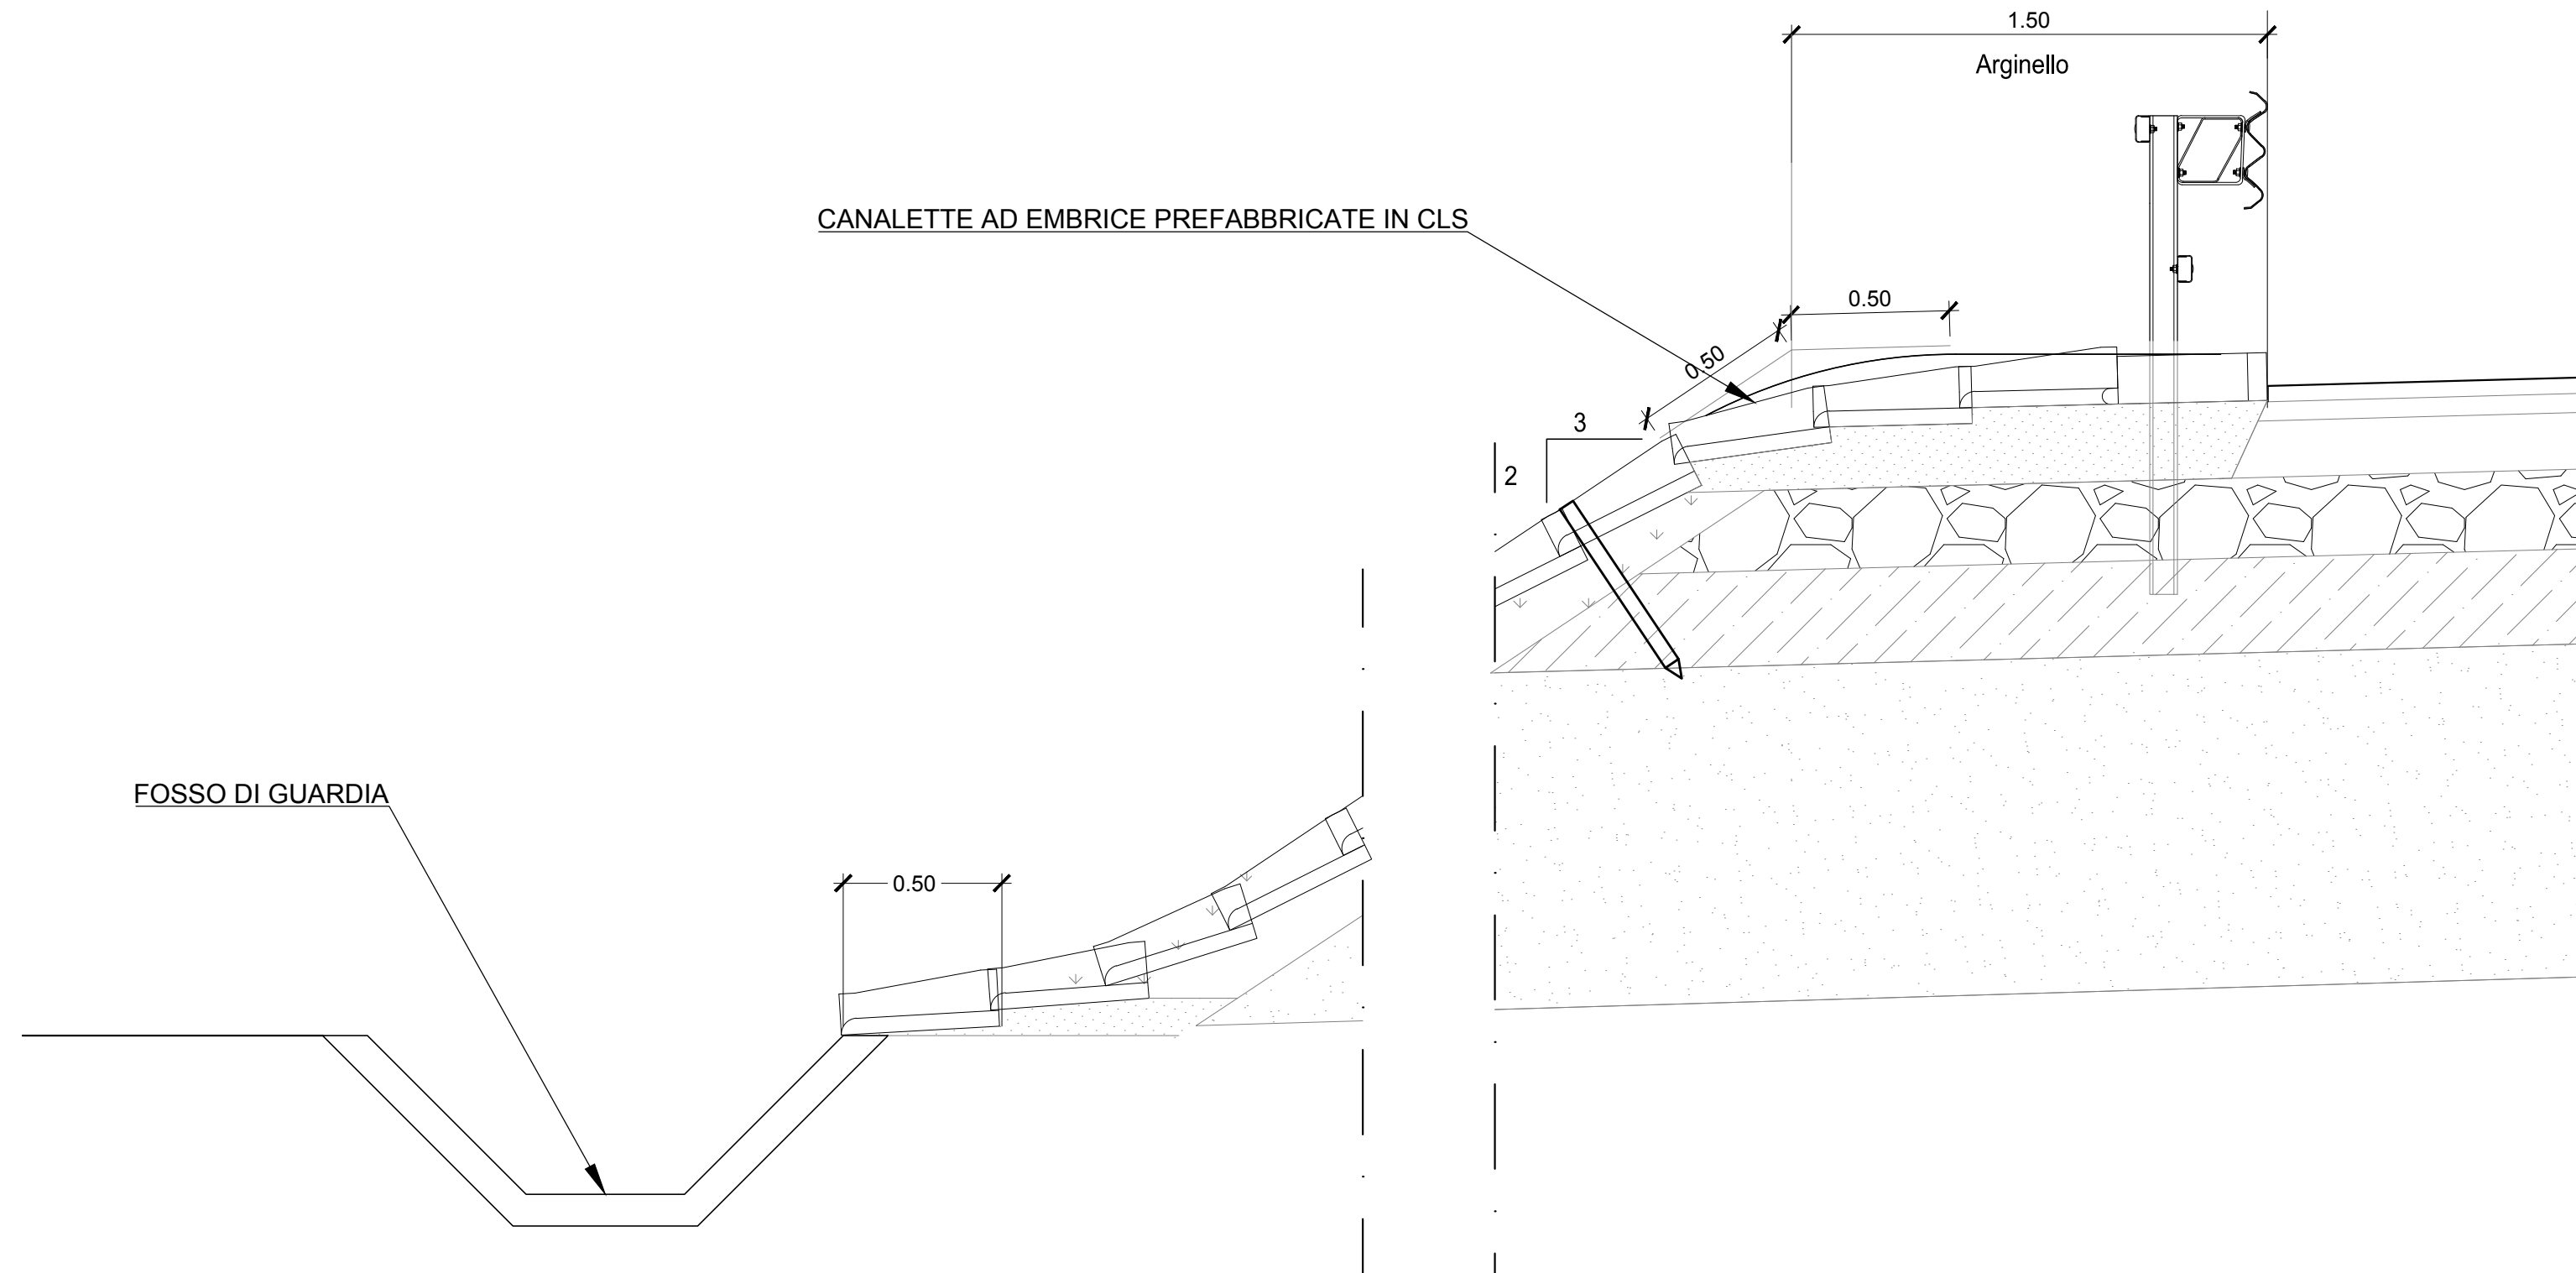 1.50
Arginello
CANALETTE AD EMBRICE PREFABBRICATE IN CLS
0.50
0.50
3
2
FOSSO DI GUARDIA
0.50